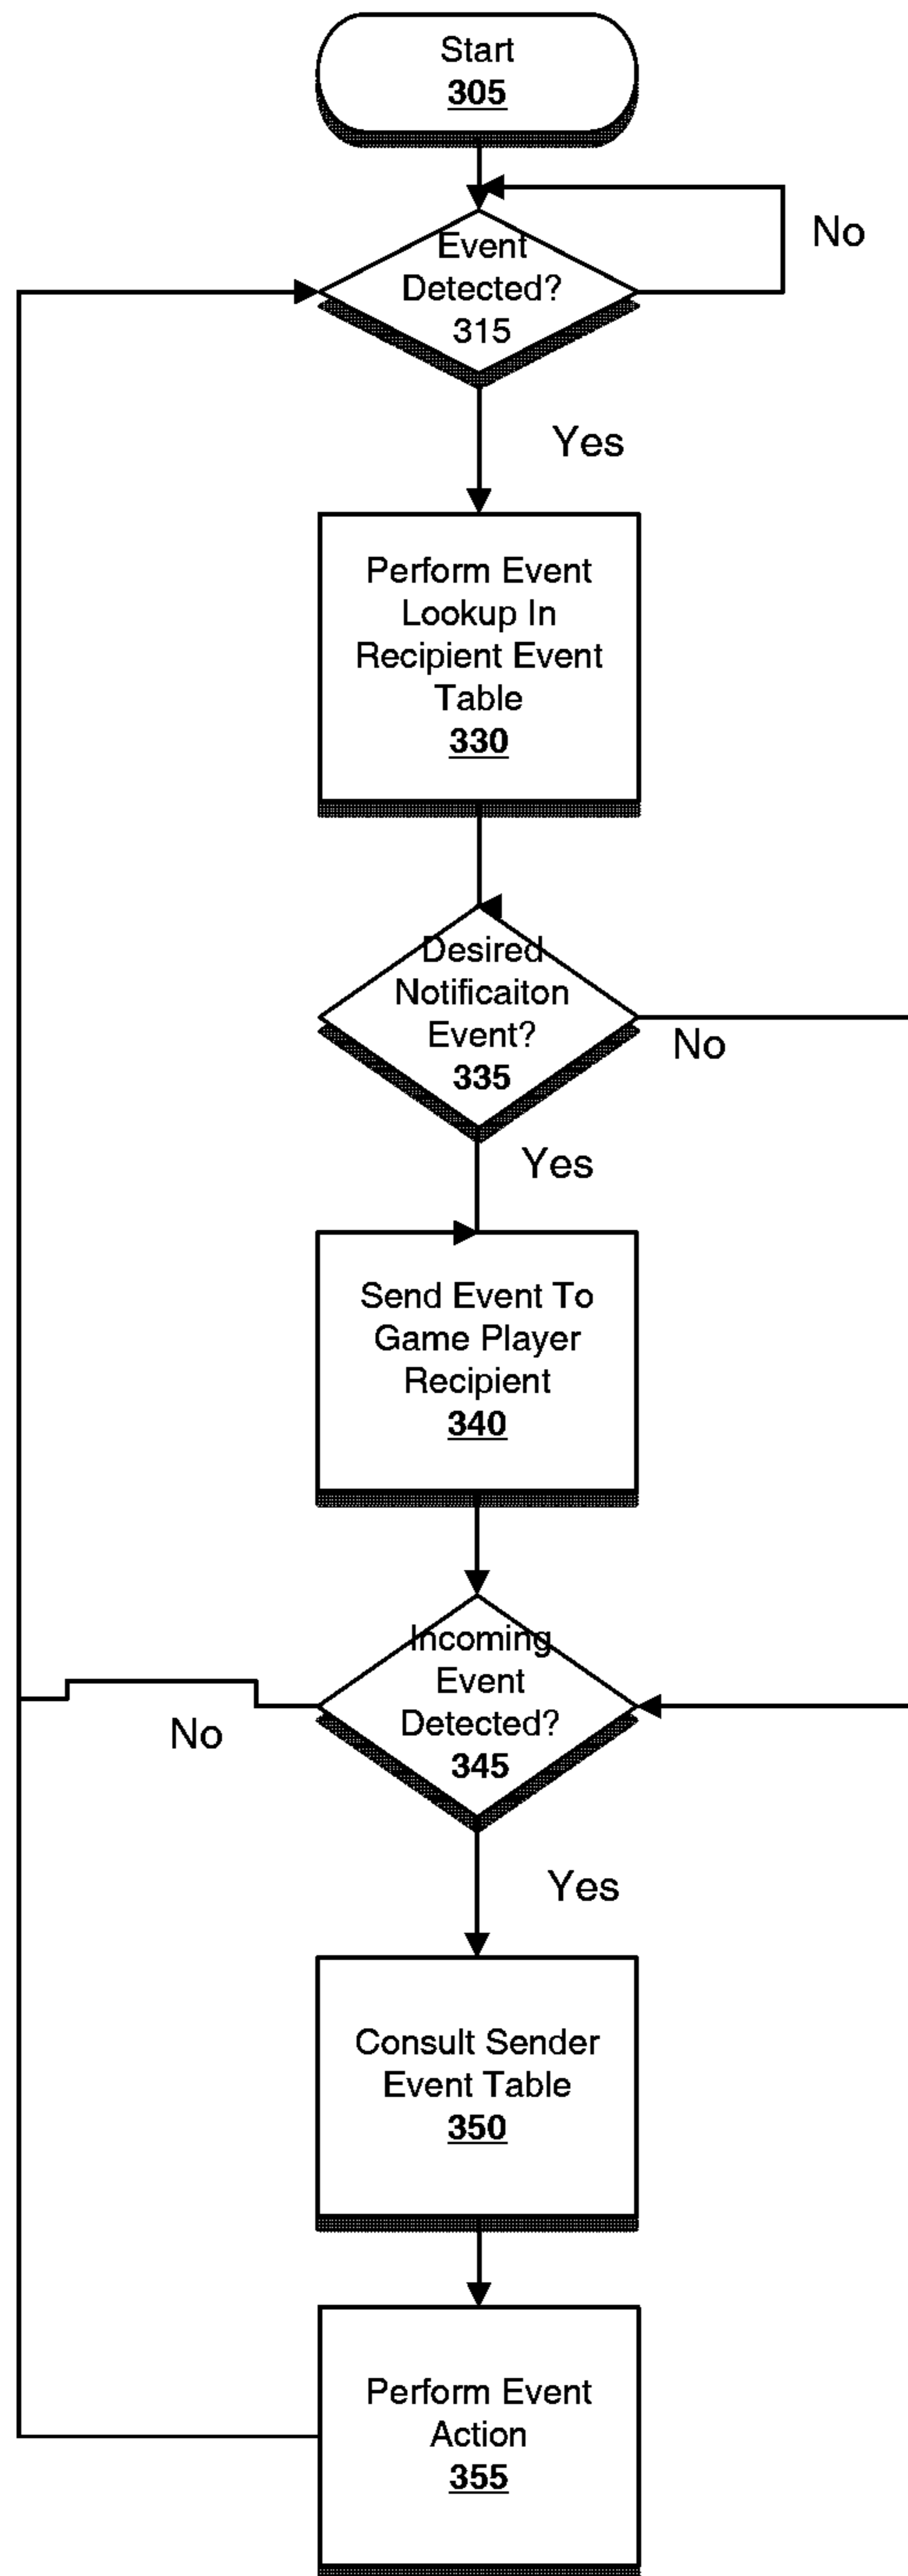 Start
305
No
Event
Detected?
315
Yes
Perform Event
Lookup In
Recipient Event
Table
330
Desired
Notificaiton
Event?
335
No
Yes
Send Event To
Game Player
Recipient
340
Incoming
Event
Detected?
345
No
Yes
Consult Sender
Event Table
350
Perform Event
Action
355